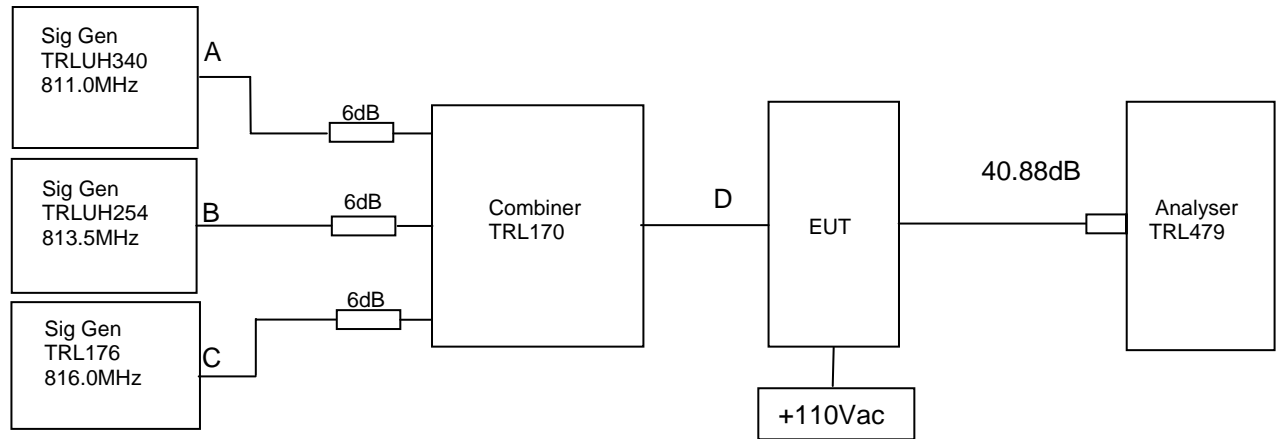 Sig Gen
TRLUH340
811.0MHz
A
6dB
Sig Gen
TRLUH254
813.5MHz
B
6dB
Sig Gen
TRL176
816.0MHz
C
6dB
Combiner
TRL170
D
EUT
+110Vac
40.88dB
Analyser
TRL479